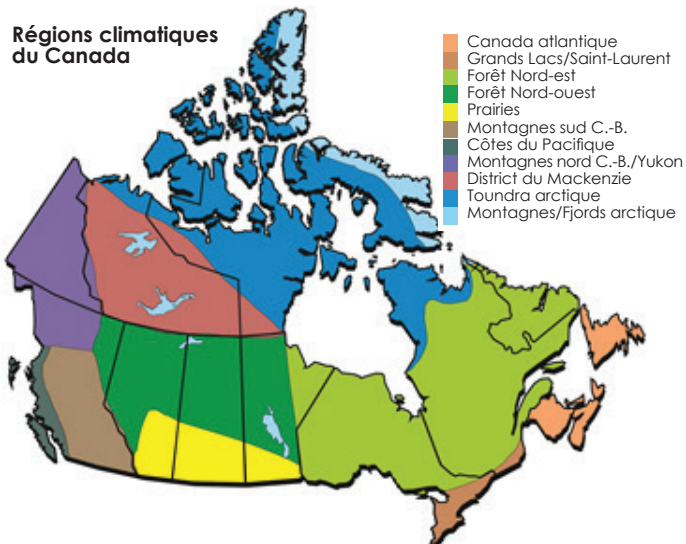 Régions climatiques
du Canada
Canada atlantique
Grands Lacs/Saint-Laurent
Forêt Nord-est
Forêt Nord-ouest
Prairies
Montagnes sud C.-B.
Côtes du Pacifique
Montagnes nord C.-B./Yukon
District du Mackenzie
Toundra arctique
Montagnes/Fjords arctique